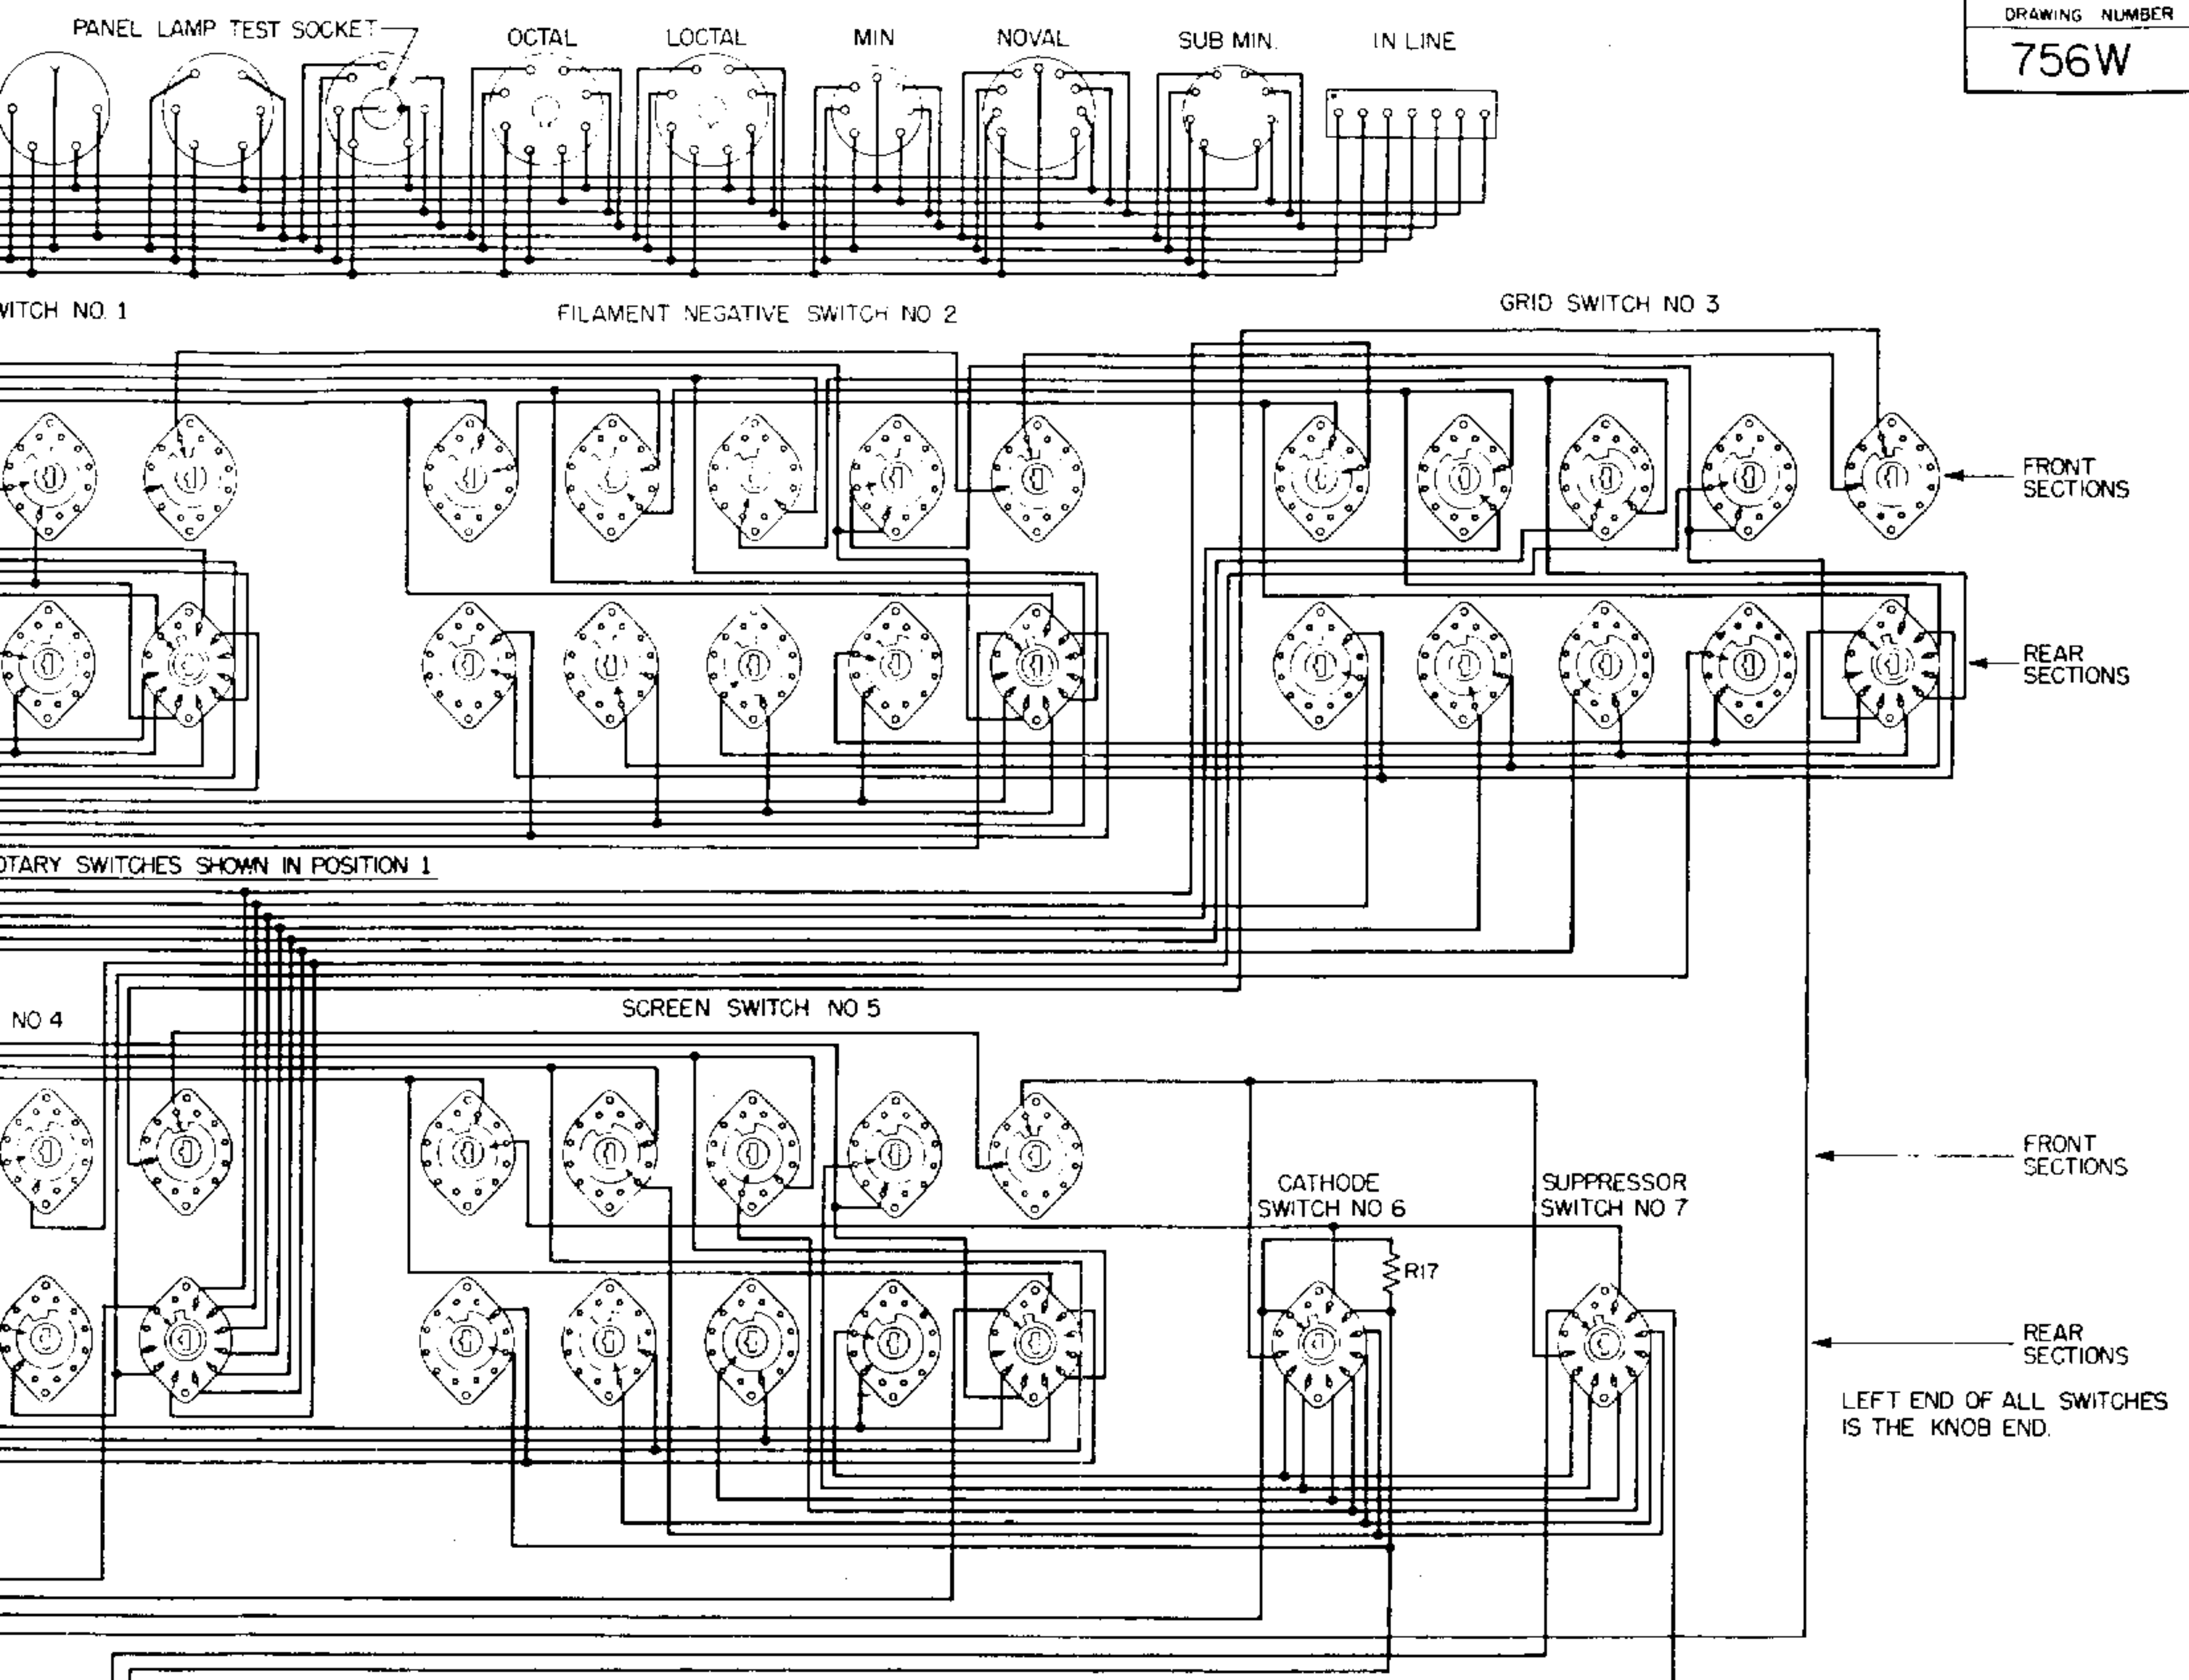 DRAWING NUMBER
756W
PANEL LAMP TEST SOCKET
OCTAL
LOCTAL
MIN
NOVAL
SUB MIN.
IN LINE
WITCH NO. 1
FILAMENT NEGATIVE SWITCH NO 2
GRID SWITCH NO 3
FRONT
SECTIONS
REAR
SECTIONS
OTARY SWITCHES SHOWN IN POSITION 1
NO 4
SCREEN SWITCH NO 5
FRONT
SECTIONS
CATHODE
SWITCH NO 6
SUPPRESSOR
SWITCH NO 7
R17
REAR
SECTIONS
LEFT END OF ALL SWITCHES
IS THE KNOB END.